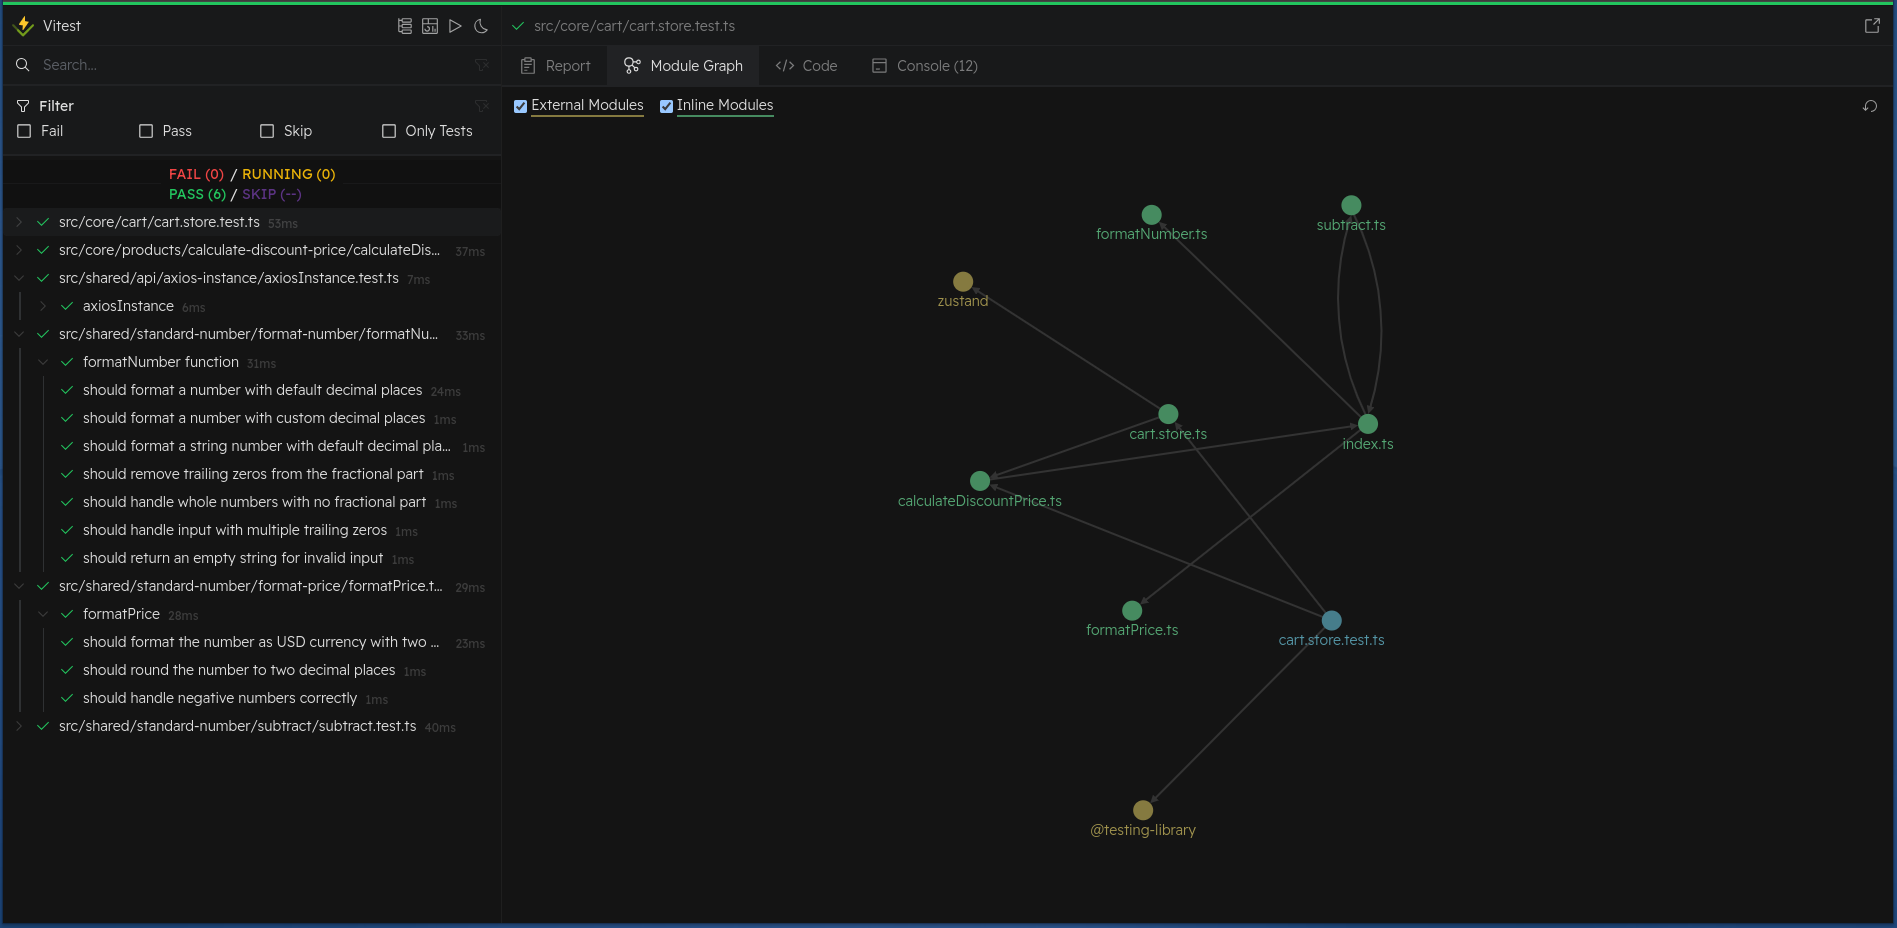 Vitest
Search...
Filter
Fail Pass Skip Only Tests
FAIL (0) / RUNNING (0)
PASS (6) / SKIP (--)
src/core/cart/cart.store.test.ts 53ms
src/core/products/calculate-discount-price/calculateDis... 37ms
src/shared/api/axios-instance/axiosInstance.test.ts 7ms
axiosInstance 6ms
src/shared/standard-number/format-number/formatNu... 33ms
formatNumber function 31ms
should format a number with default decimal places 24ms
should format a number with custom decimal places 1ms
should format a string number with default decimal pla... 1ms
should remove trailing zeros from the fractional part 1ms
should handle whole numbers with no fractional part 1ms
should handle input with multiple trailing zeros 1ms
should return an empty string for invalid input 1ms
src/shared/standard-number/format-price/formatPrice.t... 29ms
formatPrice 28ms
should format the number as USD currency with two ... 23ms
should round the number to two decimal places 1ms
should handle negative numbers correctly 1ms
src/shared/standard-number/subtract/subtract.test.ts 40ms
src/core/cart/cart.store.test.ts
Report Module Graph Code Console (12)
External Modules Inline Modules
subtract.ts
formatNumber.ts
zustand
cart.store.ts
index.ts
calculateDiscountPrice.ts
formatPrice.ts
cart.store.test.ts
@testing-library